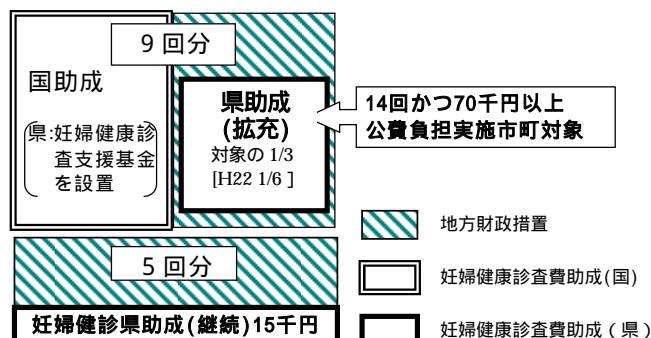 9 回分
国助成
県:妊婦健康診
査支援基金
を設置
県助成
(拡充)
対象の 1/3
[H22 1/6 ]
14回かつ70千円以上
公費負担実施市町対象
5 回分
妊婦健診県助成(継続)15千円
地方財政措置
妊婦健康診査費助成(国)
妊婦健康診査費助成（県）